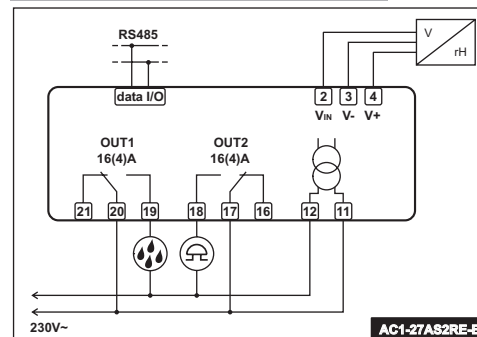 RS485
V
rH
data I/O
2 3 4
VIN V- V+
OUT1 OUT2
16(4)A 16(4)A
21 20 19 18 17 16 12 11
230V~
AC1-27AS2RE-